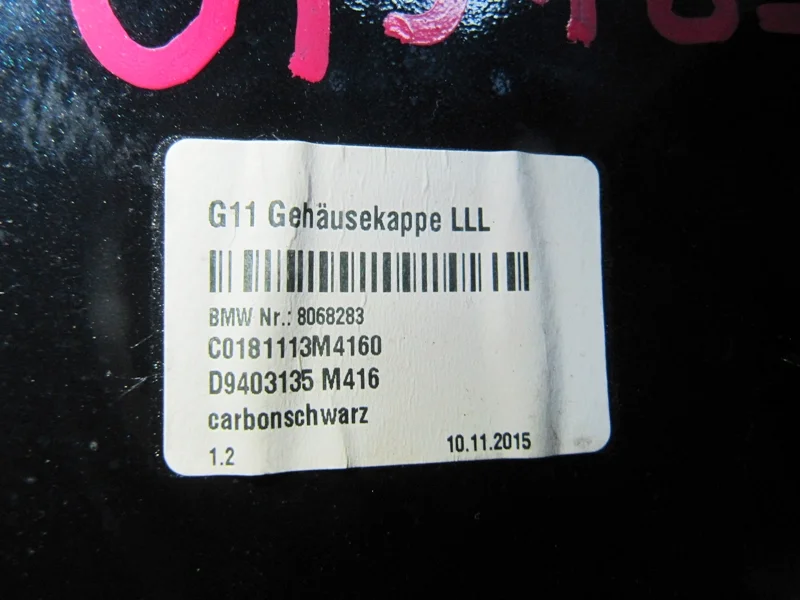 G11 Gehäusekappe LLL
BMW Nr.: 8068283
C0181113M4160
D9403135 M416
carbonschwarz
1.2 10.11.2015